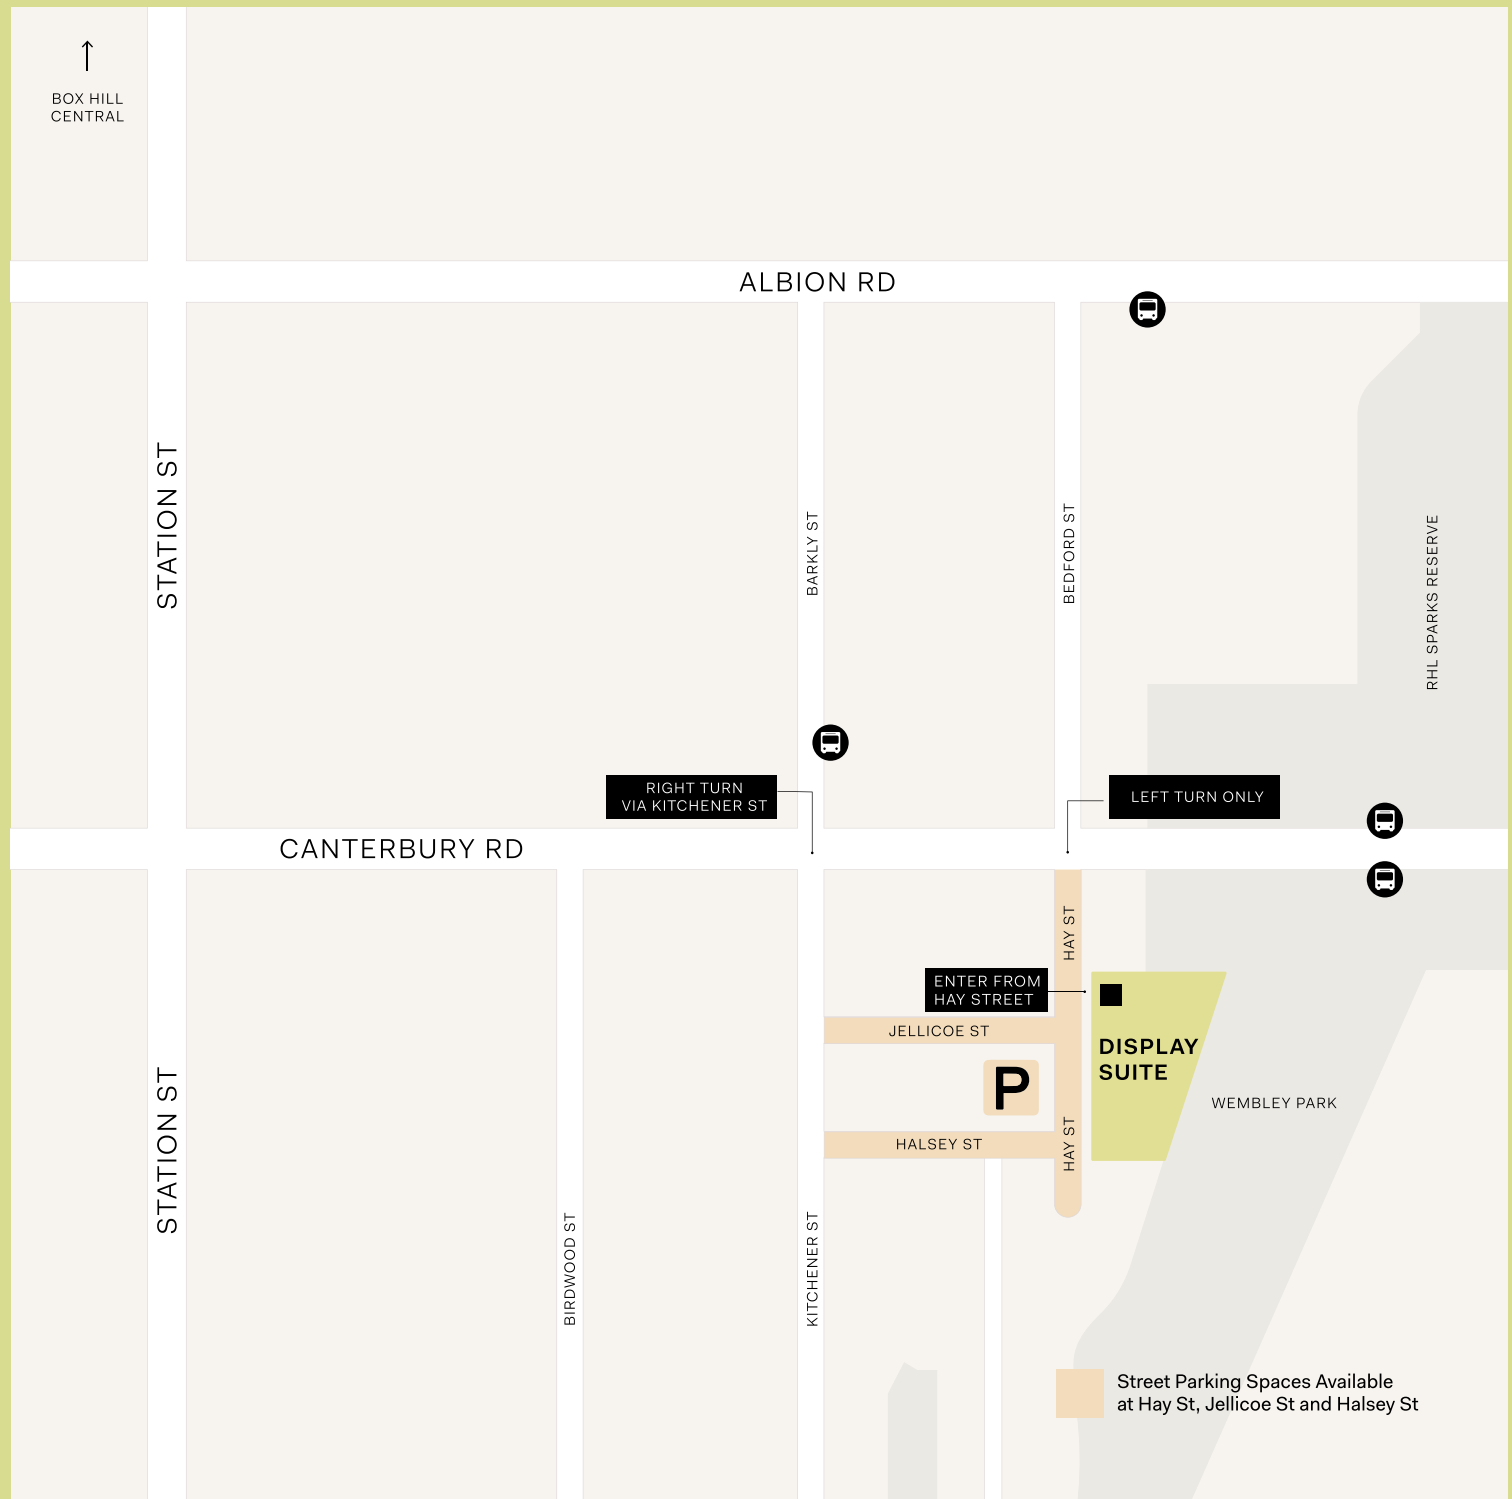 BOX HILL
CENTRAL
ALBION RD
STATION ST
BARKLY ST
BEDFORD ST
RHL SPARKS RESERVE
RIGHT TURN
VIA KITCHENER ST
LEFT TURN ONLY
CANTERBURY RD
HAY ST
ENTER FROM
HAY STREET
JELLICOE ST
DISPLAY
SUITE
P
WEMBLEY PARK
HALSEY ST
HAY ST
STATION ST
BIRDWOOD ST
KITCHENER ST
Street Parking Spaces Available
at Hay St, Jellicoe St and Halsey St